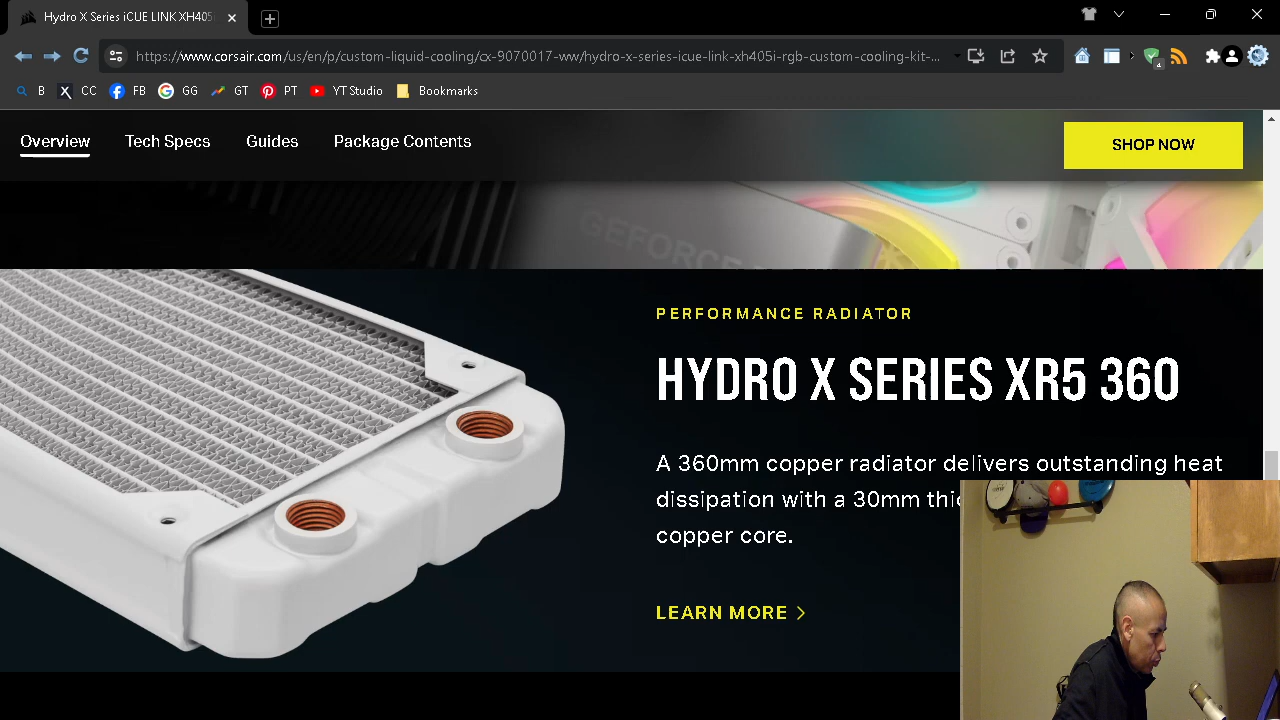 Hydro X Series iCUE LINK XH405i
https://www.corsair.com/us/en/p/custom-liquid-cooling/cx-9070017-ww/hydro-x-series-icue-link-xh405i-rgb-custom-cooling-kit-...
4
B CC FB GG GT PT YT Studio Bookmarks
Overview Tech Specs Guides Package Contents SHOP NOW
GEFORCE
PERFORMANCE RADIATOR
HYDRO X SERIES XR5 360
A 360mm copper radiator delivers outstanding heat
dissipation with a 30mm
copper core.
LEARN MORE